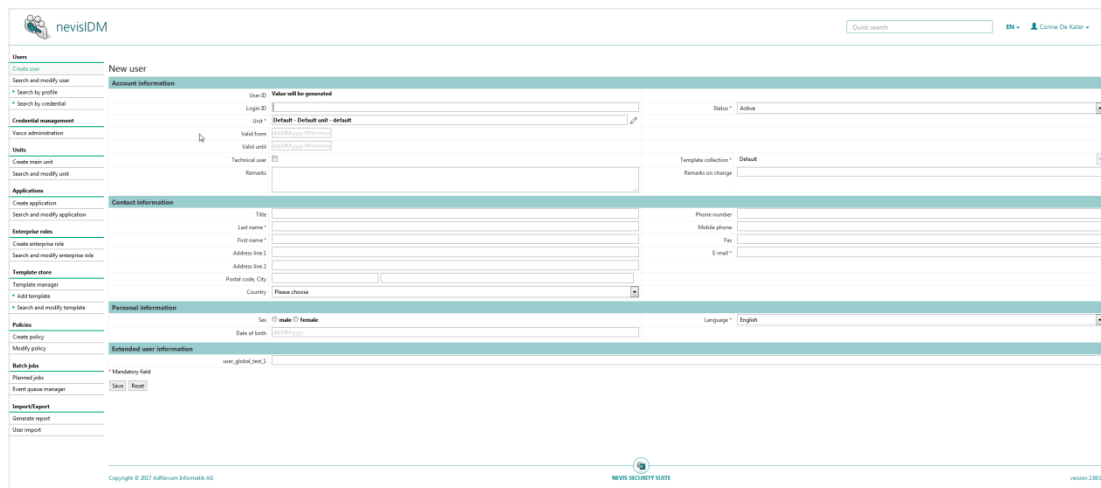 nevisIDM
Quick search
EN
Corine De Kater
Users
Create user
Search and modify user
Search by profile
Search by credential
Credential management
Vasco administration
Units
Create main unit
Search and modify unit
Applications
Create application
Search and modify application
Enterprise roles
Create enterprise role
Search and modify enterprise role
Template store
Template manager
Add template
Search and modify template
Policies
Create policy
Modify policy
Batch jobs
Planned jobs
Event queue manager
Import/Export
Generate report
User import
New user
Account information
User ID Value will be generated
Login ID
Status * Active
Unit * Default - Default unit - default
Valid from
Valid until
Technical user
Template collection * Default
Remarks
Remarks on change
Contact information
Title
Phone number
Last name *
Mobile phone
First name *
Fax
Address line 1
E-mail *
Address line 2
Postal code, City
Country Please choose
Personal information
Sex male female
Language * English
Date of birth dd.MM.yyyy
Extended user information
user_global_text_1
* Mandatory field
Save Reset
Copyright © 2017 AdNovum Informatik AG
NEVIS SECURITY SUITE